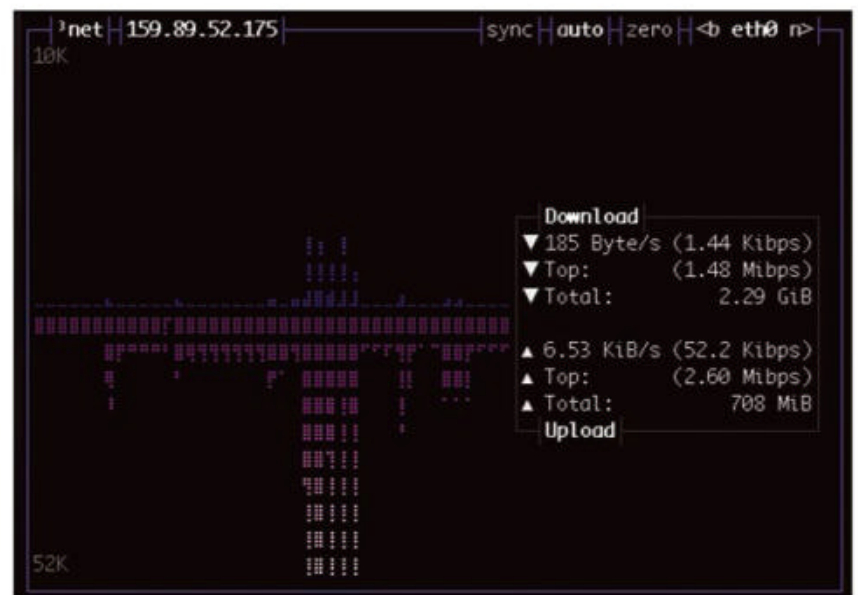 ³net 159.89.52.175 sync auto zero <b eth0 n>
10K
Download
▼ 185 Byte/s (1.44 Kibps)
▼ Top: (1.48 Mibps)
▼ Total: 2.29 GiB
▲ 6.53 KiB/s (52.2 Kibps)
▲ Top: (2.60 Mibps)
▲ Total: 708 MiB
Upload
52K